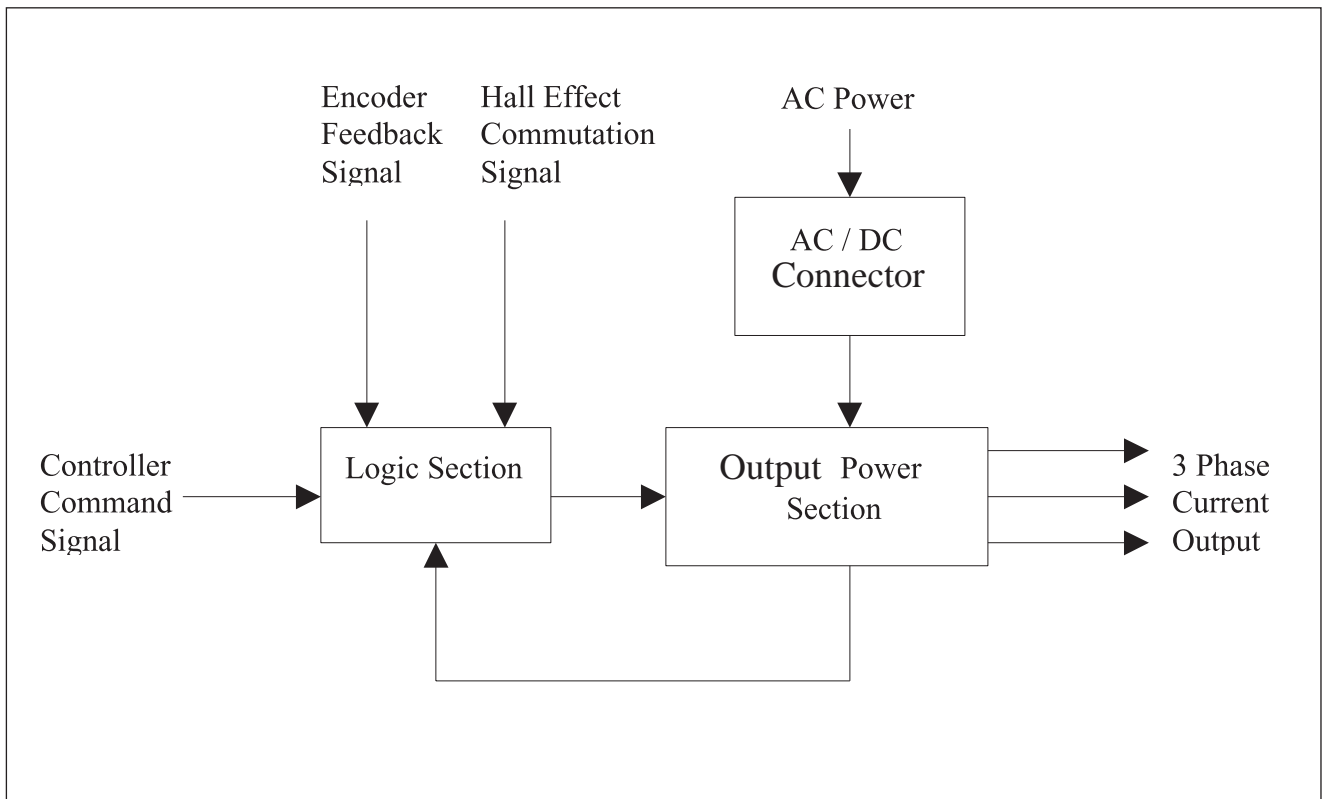 Encoder
Feedback
Signal
Hall Effect
Commutation
Signal
AC Power
AC / DC
Connector
Controller
Command
Signal
Logic Section
Output Power
Section
3 Phase
Current
Output